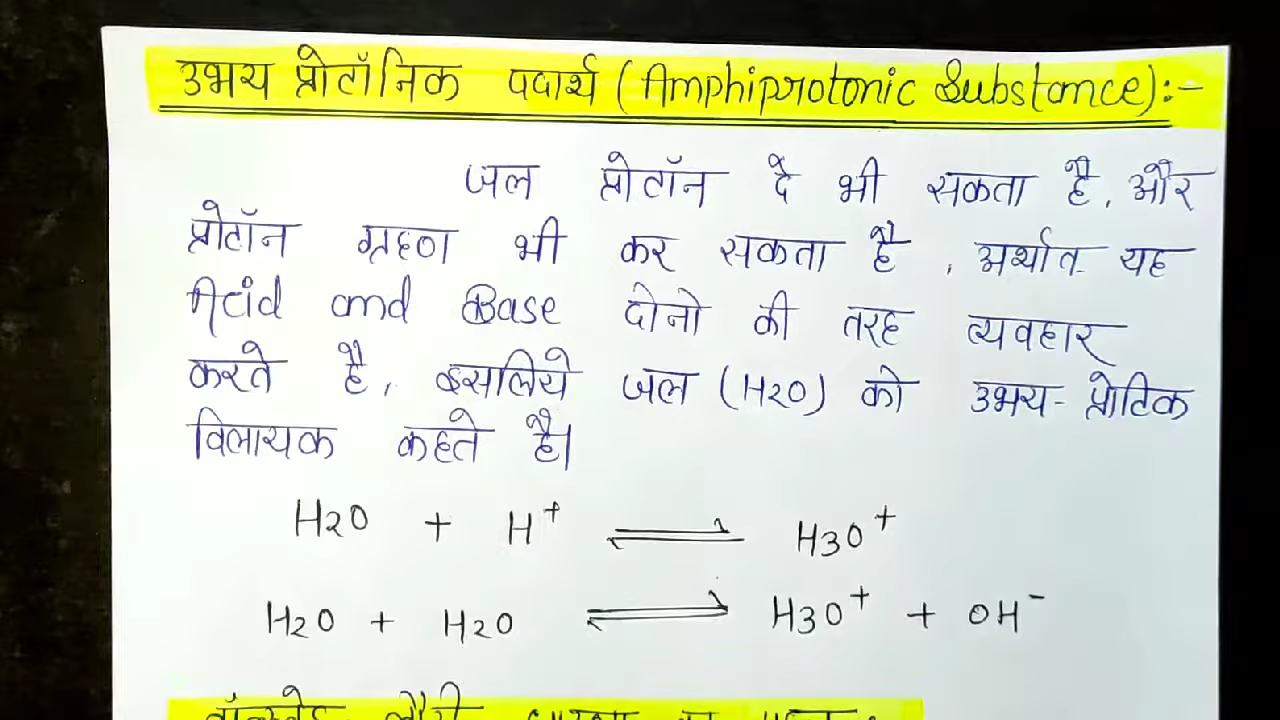 उभय प्रोटॉनिक पदार्थ (Amphiprotonic Substance):-
जल प्रोटॉन दे भी सकता है, और
प्रोटॉन ग्रहण भी कर सकता है, अर्थात यह
Acid and Base दोनो की तरह व्यवहार
करते है, इसलिये जल (H2O) को उभय-प्रोटिक
विलायक कहते है।
H2O + H⁺ ⇌ H3O⁺
H2O + H2O ⇌ H3O⁺ + OH⁻